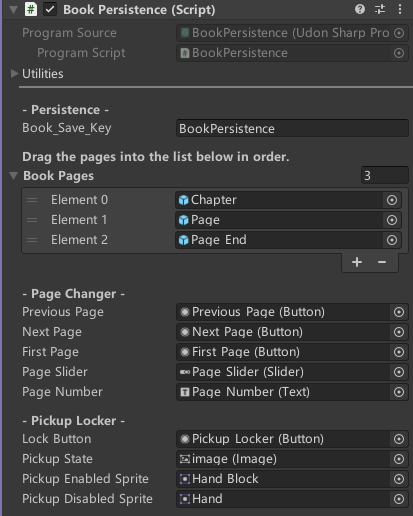 Book Persistence (Script)
Program Source BookPersistence (Udon Sharp Pro
Program Script BookPersistence
Utilities
- Persistence -
Book_Save_Key BookPersistence
Drag the pages into the list below in order.
Book Pages 3
Element 0 Chapter
Element 1 Page
Element 2 Page End
- Page Changer -
Previous Page Previous Page (Button)
Next Page Next Page (Button)
First Page First Page (Button)
Page Slider Page Slider (Slider)
Page Number Page Number (Text)
- Pickup Locker -
Lock Button Pickup Locker (Button)
Pickup State image (Image)
Pickup Enabled Sprite Hand Block
Pickup Disabled Sprite Hand